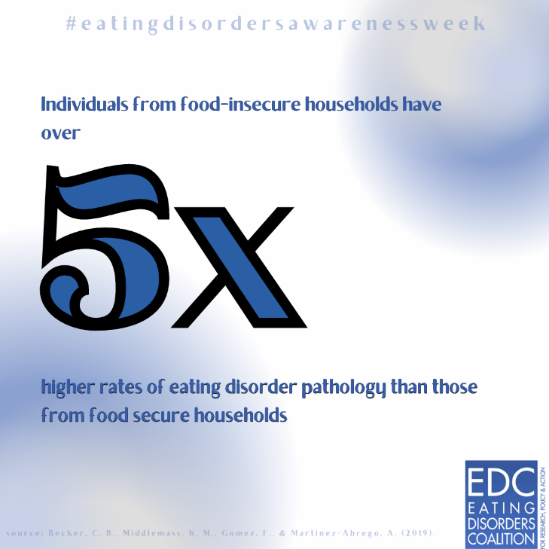 #eatingdisordersawarenessweek
Individuals from food-insecure households have
over
5x
higher rates of eating disorder pathology than those
from food secure households
EDC
EATING
DISORDERS
COALITION
FOR RESEARCH, POLICY & ACTION
source: Becker, C. B., Middlemass, K. M., Gomez, F., & Martinez-Abrego, A. (2019).